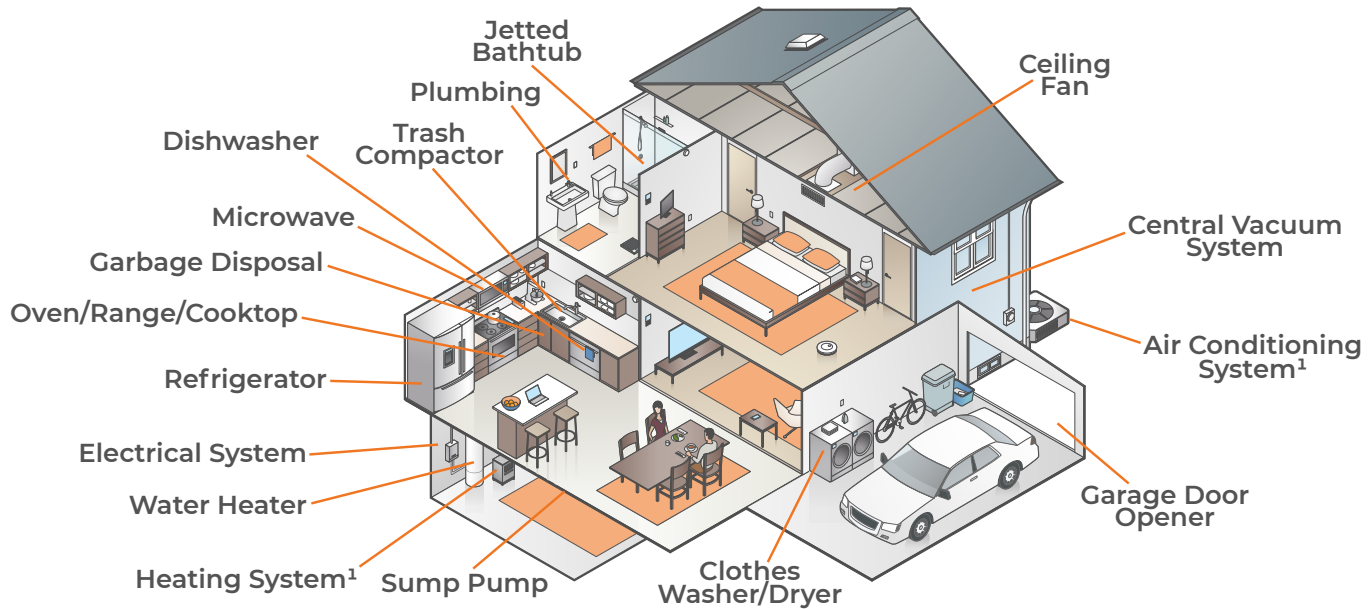 Jetted
Bathtub
Plumbing
Trash
Compactor
Dishwasher
Microwave
Garbage Disposal
Oven/Range/Cooktop
Refrigerator
Electrical System
Water Heater
Heating System¹
Sump Pump
Clothes
Washer/Dryer
Ceiling
Fan
Central Vacuum
System
Air Conditioning
System¹
Garage Door
Opener